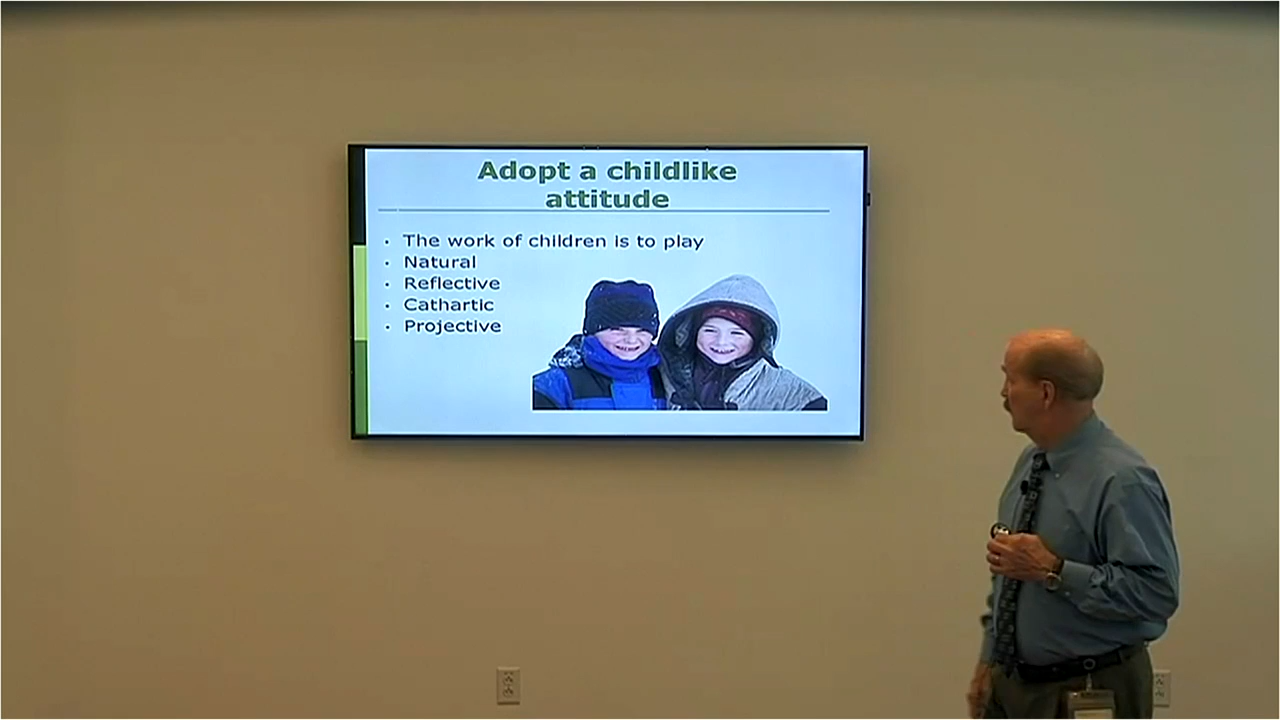 Adopt a childlike
attitude
• The work of children is to play
• Natural
• Reflective
• Cathartic
• Projective